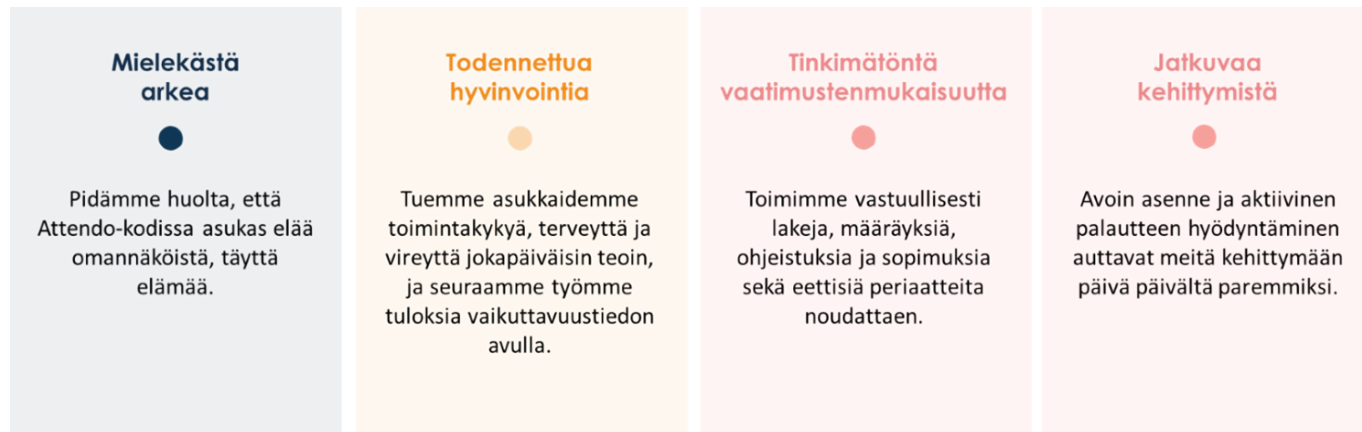 Mielekästä
arkea
Pidämme huolta, että
Attendo-kodissa asukas elää
omannäköistä, täyttä
elämää.
Todennettua
hyvinvointia
Tuemme asukkaidemme
toimintakykyä, terveyttä ja
vireyttä jokapäiväisin teoin,
ja seuraamme työmme
tuloksia vaikuttavuustiedon
avulla.
Tinkimätöntä
vaatimustenmukaisuutta
Toimimme vastuullisesti
lakeja, määräyksiä,
ohjeistuksia ja sopimuksia
sekä eettisiä periaatteita
noudattaen.
Jatkuvaa
kehittymistä
Avoin asenne ja aktiivinen
palautteen hyödyntäminen
auttavat meitä kehittymään
päivä päivältä paremmiksi.